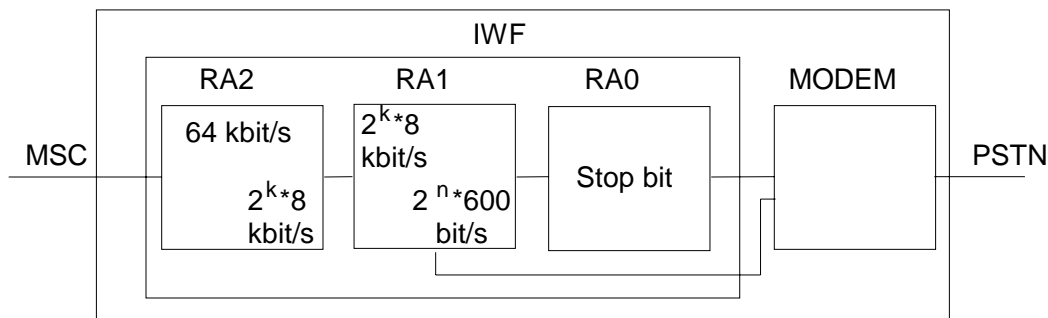 IWF
RA2 RA1 RA0 MODEM
MSC
64 kbit/s
2^k*8
kbit/s
2^k*8
kbit/s
2^n*600
bit/s
Stop bit
PSTN